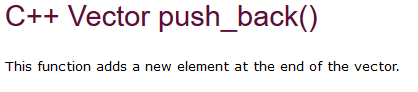 C++ Vector push_back()
This function adds a new element at the end of the vector.